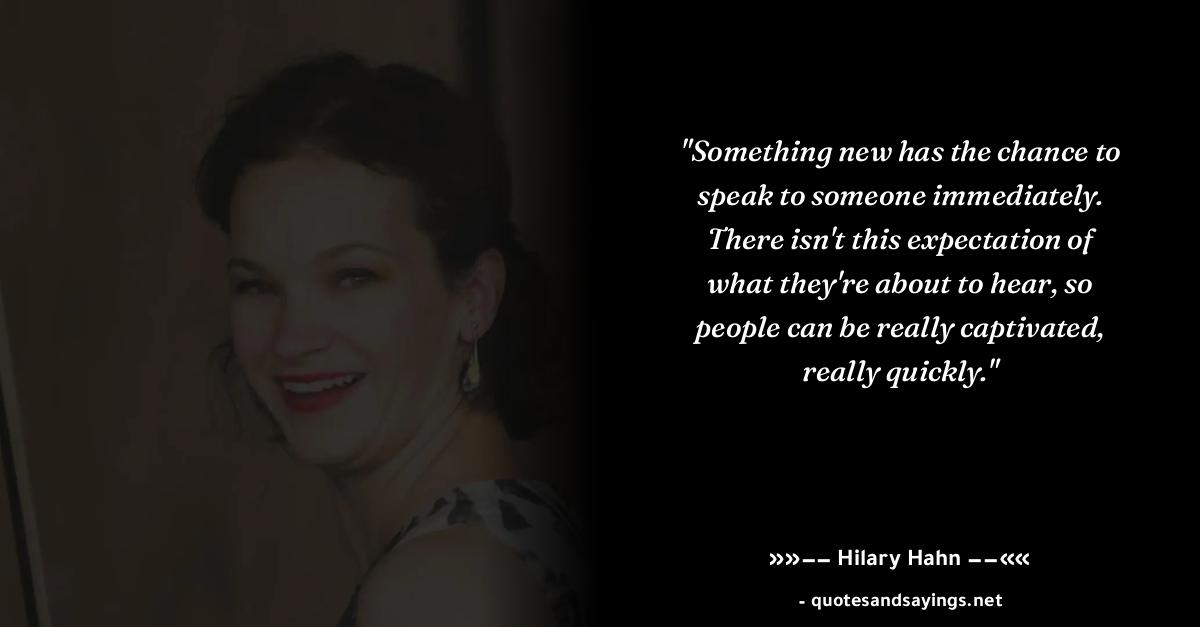 "Something new has the chance to
speak to someone immediately.
There isn't this expectation of
what they're about to hear, so
people can be really captivated,
really quickly."
»»−− Hilary Hahn −−««
- quotesandsayings.net